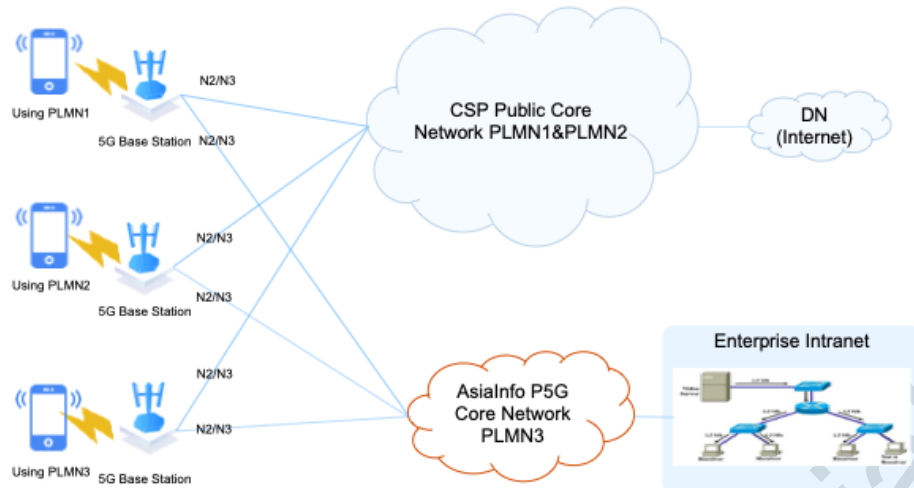 Using PLMN1
5G Base Station
N2/N3
N2/N3
CSP Public Core
Network PLMN1&PLMN2
DN
(Internet)
Using PLMN2
5G Base Station
N2/N3
N2/N3
Enterprise Intranet
Using PLMN3
5G Base Station
N2/N3
N2/N3
AsiaInfo P5G
Core Network
PLMN3